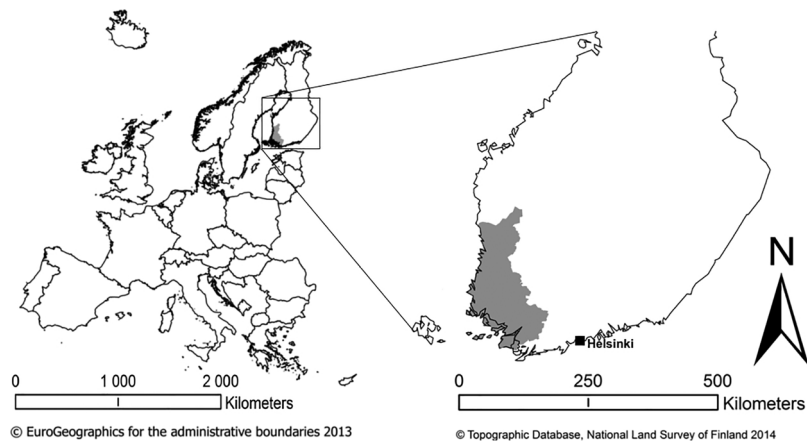 N
Helsinki
0 1 000 2 000
Kilometers
0 250 500
Kilometers
© EuroGeographics for the administrative boundaries 2013
© Topographic Database, National Land Survey of Finland 2014